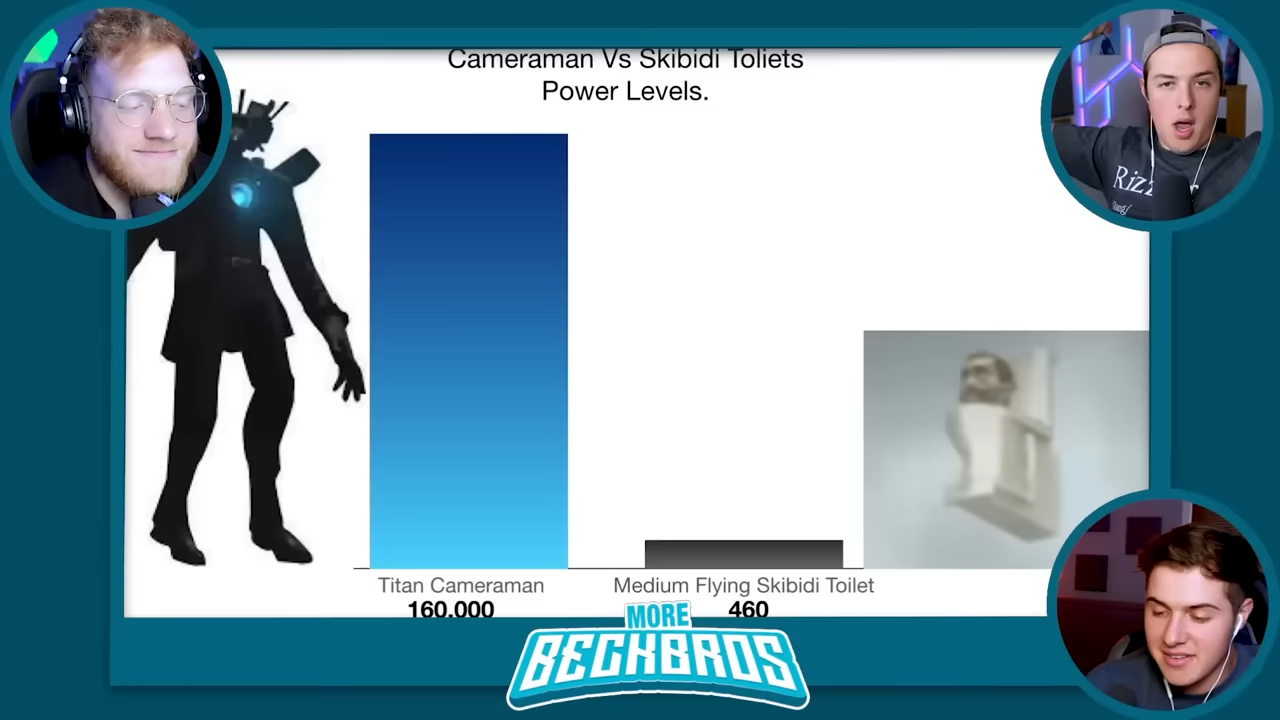 Cameraman Vs Skibidi Toliets
Power Levels.
Titan Cameraman
160,000
Medium Flying Skibidi Toilet
460
MORE
BECKBROS